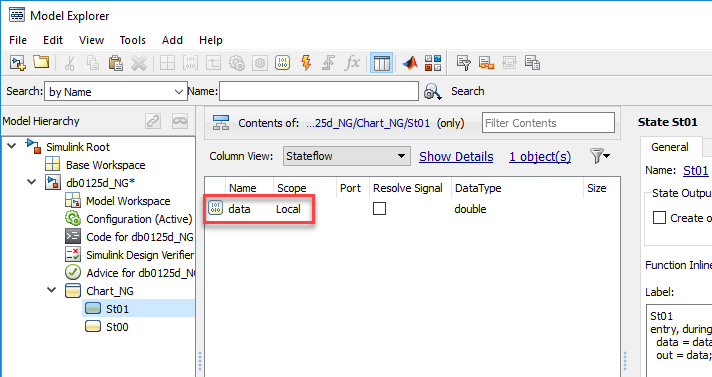 Model Explorer
File Edit View Tools Add Help
Search: by Name Name: Search
Model Hierarchy
Simulink Root
Base Workspace
db0125d_NG*
Model Workspace
Configuration (Active)
Code for db0125d_NG
Simulink Design Verifier
Advice for db0125d_NG
Chart_NG
St01
St00
Contents of: ...25d_NG/Chart_NG/St01 (only) Filter Contents
Column View: Stateflow Show Details 1 object(s)
Name Scope Port Resolve Signal DataType Size
data Local double
State St01
General
Name: St01
State Outpu
Create o
Function Inline
Label:
St01
entry, during
data = data
out = data;